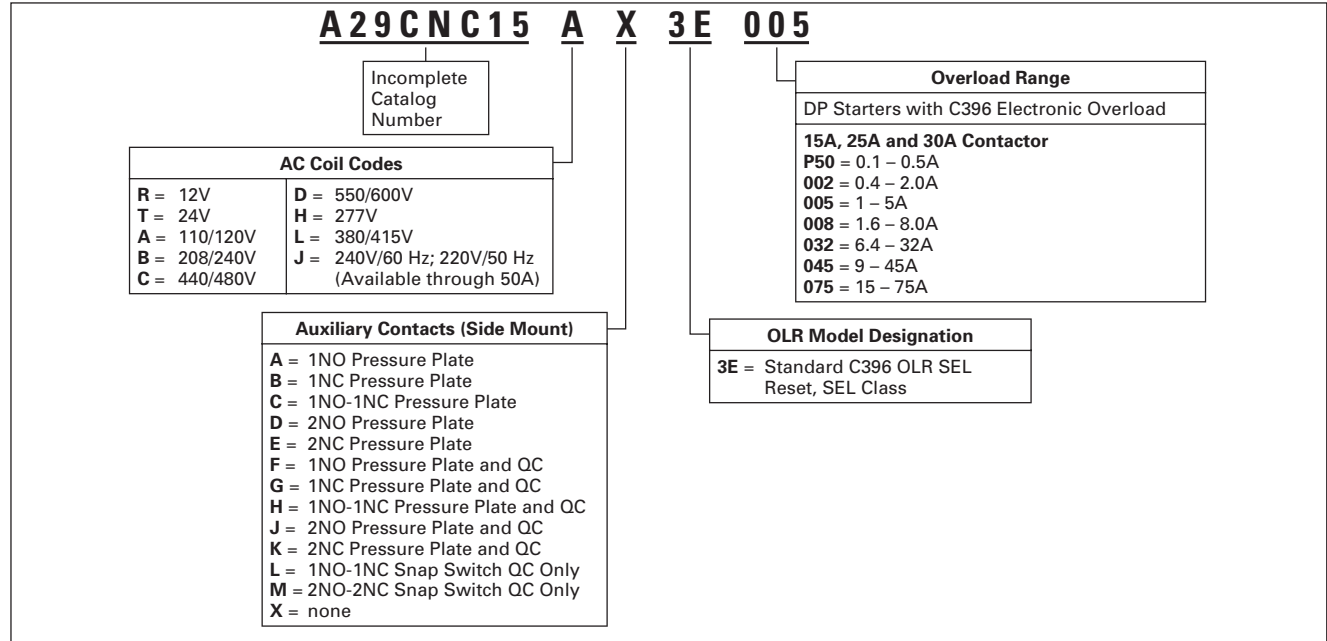 A29CNC15 A X 3E 005
Incomplete
Catalog
Number
Overload Range
DP Starters with C396 Electronic Overload
15A, 25A and 30A Contactor
P50 = 0.1 – 0.5A
002 = 0.4 – 2.0A
005 = 1 – 5A
008 = 1.6 – 8.0A
032 = 6.4 – 32A
045 = 9 – 45A
075 = 15 – 75A
AC Coil Codes
R = 12V
T = 24V
A = 110/120V
B = 208/240V
C = 440/480V
D = 550/600V
H = 277V
L = 380/415V
J = 240V/60 Hz; 220V/50 Hz
(Available through 50A)
Auxiliary Contacts (Side Mount)
A = 1NO Pressure Plate
B = 1NC Pressure Plate
C = 1NO-1NC Pressure Plate
D = 2NO Pressure Plate
E = 2NC Pressure Plate
F = 1NO Pressure Plate and QC
G = 1NC Pressure Plate and QC
H = 1NO-1NC Pressure Plate and QC
J = 2NO Pressure Plate and QC
K = 2NC Pressure Plate and QC
L = 1NO-1NC Snap Switch QC Only
M = 2NO-2NC Snap Switch QC Only
X = none
OLR Model Designation
3E = Standard C396 OLR SEL
Reset, SEL Class